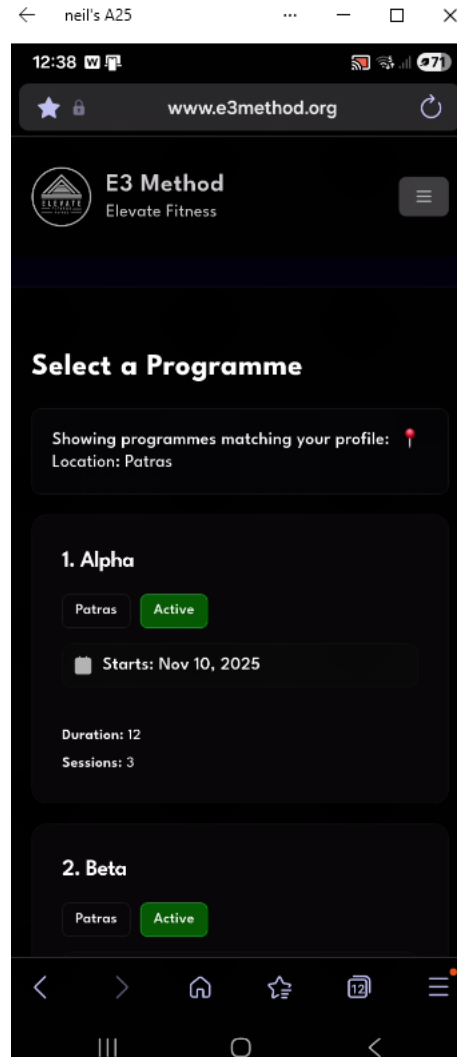 neil's A25
12:38
71
www.e3method.org
ELEVATE
E3 Method
Elevate Fitness
Select a Programme
Showing programmes matching your profile:
Location: Patras
1. Alpha
Patras
Active
Starts: Nov 10, 2025
Duration: 12
Sessions: 3
2. Beta
Patras
Active
12